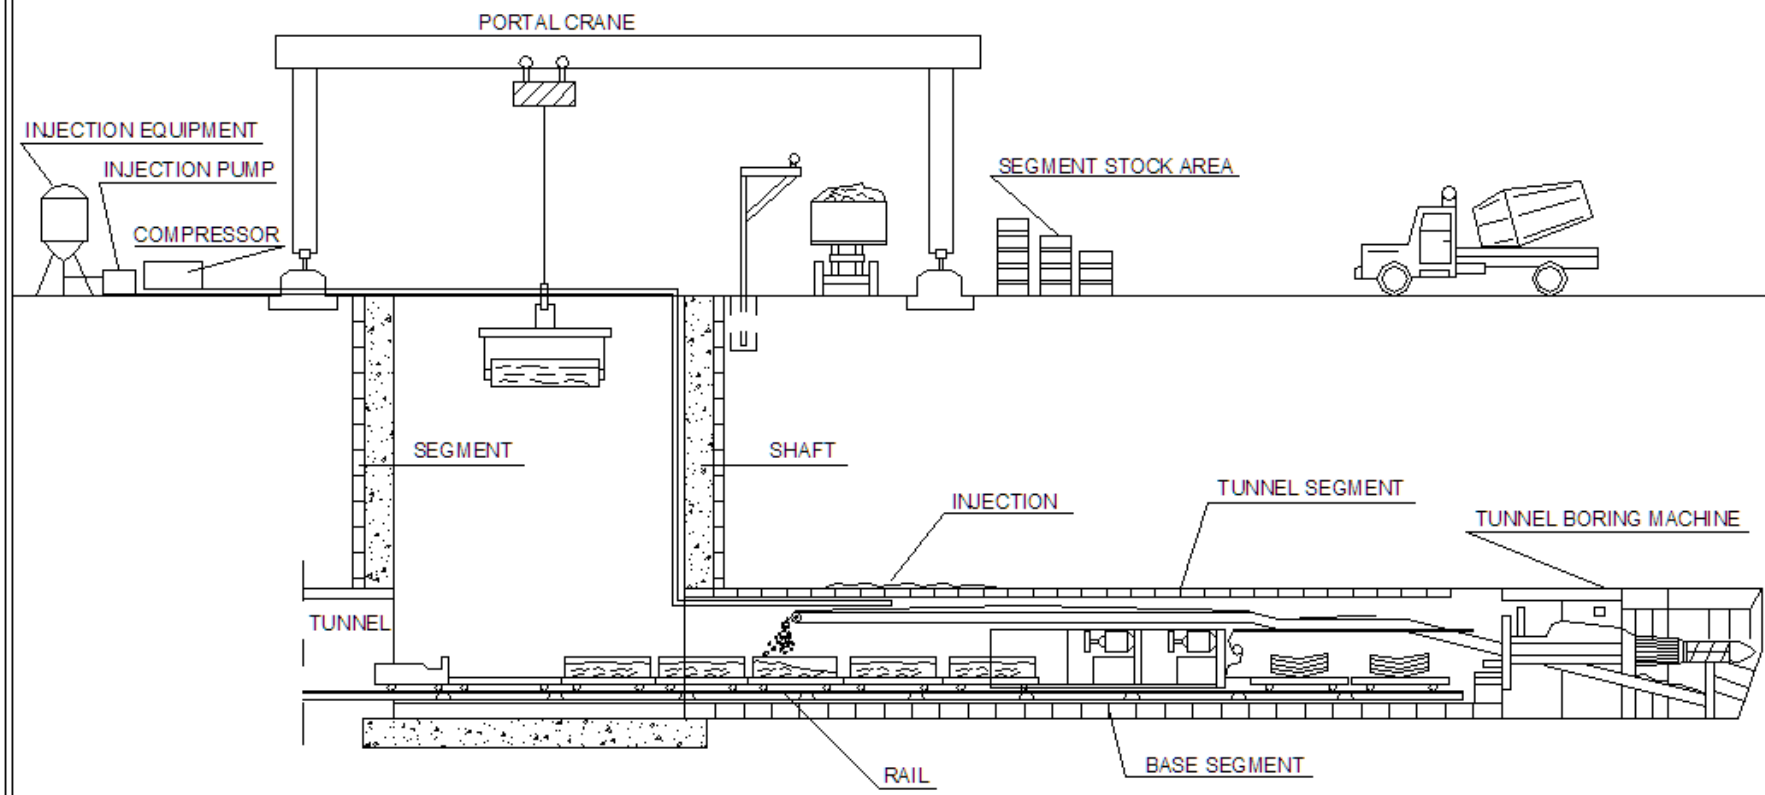 PORTAL CRANE
INJECTION EQUIPMENT
INJECTION PUMP
SEGMENT STOCK AREA
COMPRESSOR
SEGMENT
SHAFT
INJECTION
TUNNEL SEGMENT
TUNNEL BORING MACHINE
TUNNEL
RAIL
BASE SEGMENT